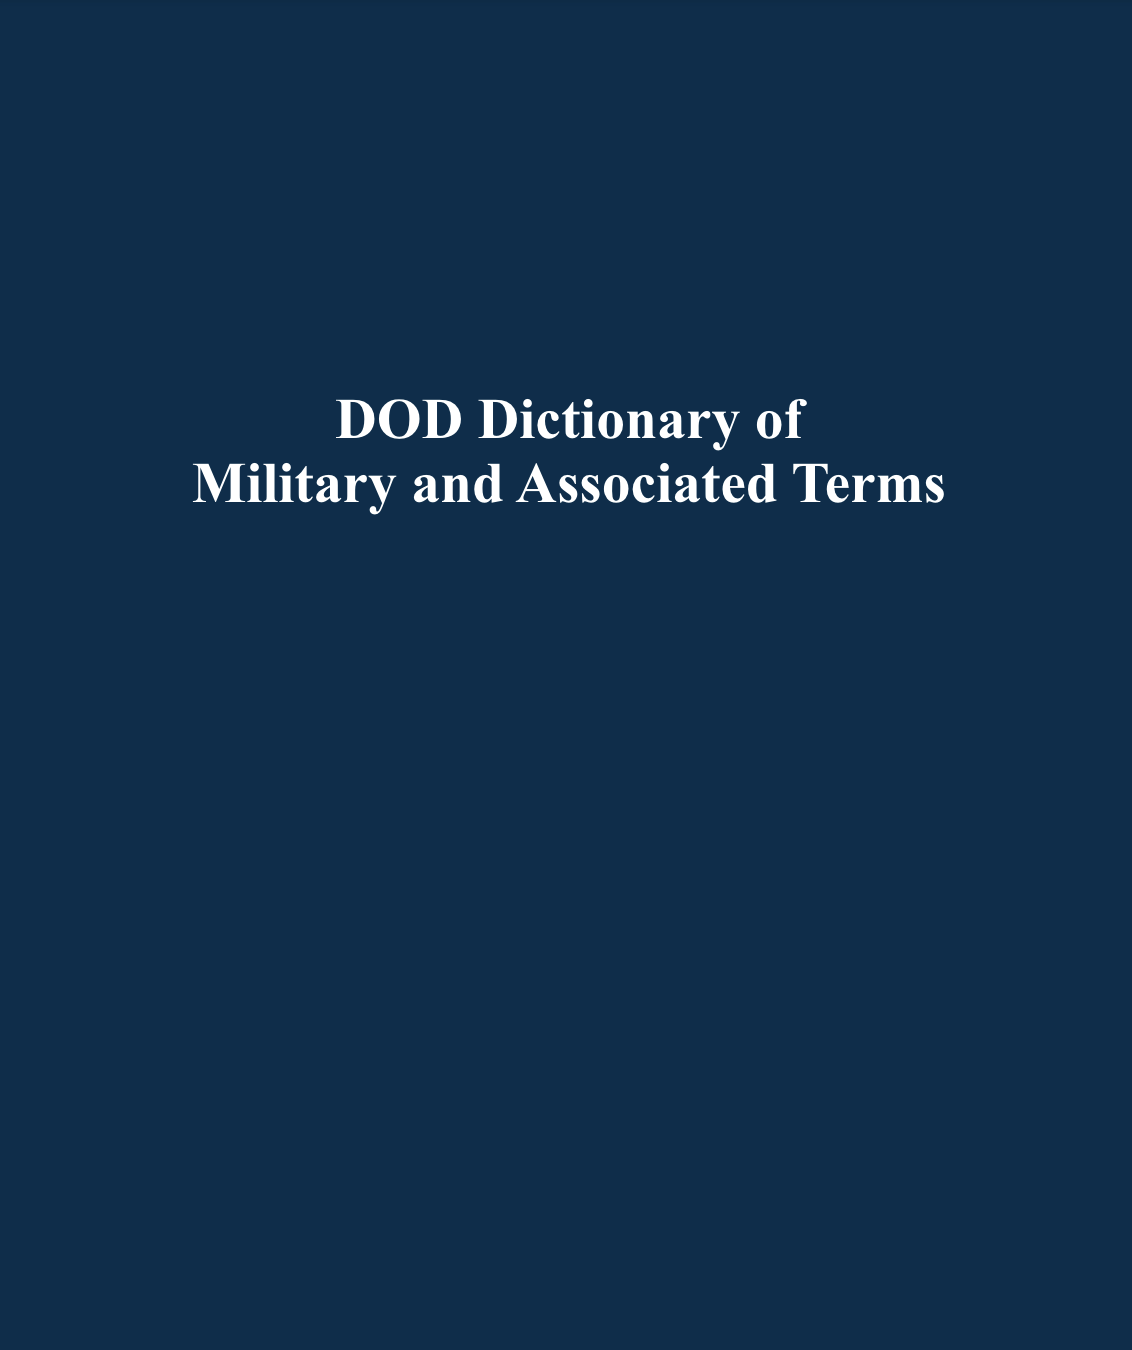 DOD Dictionary of
Military and Associated Terms